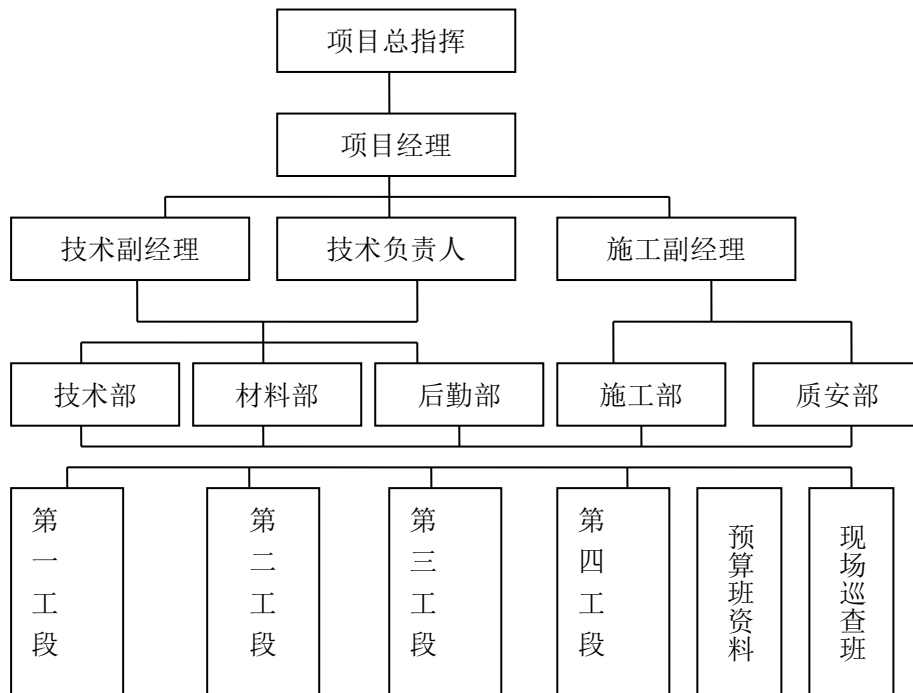 项目总指挥
项目经理
技术副经理
技术负责人
施工副经理
技术部
材料部
后勤部
施工部
质安部
第一工段
第二工段
第三工段
第四工段
预算班资料
现场巡查班